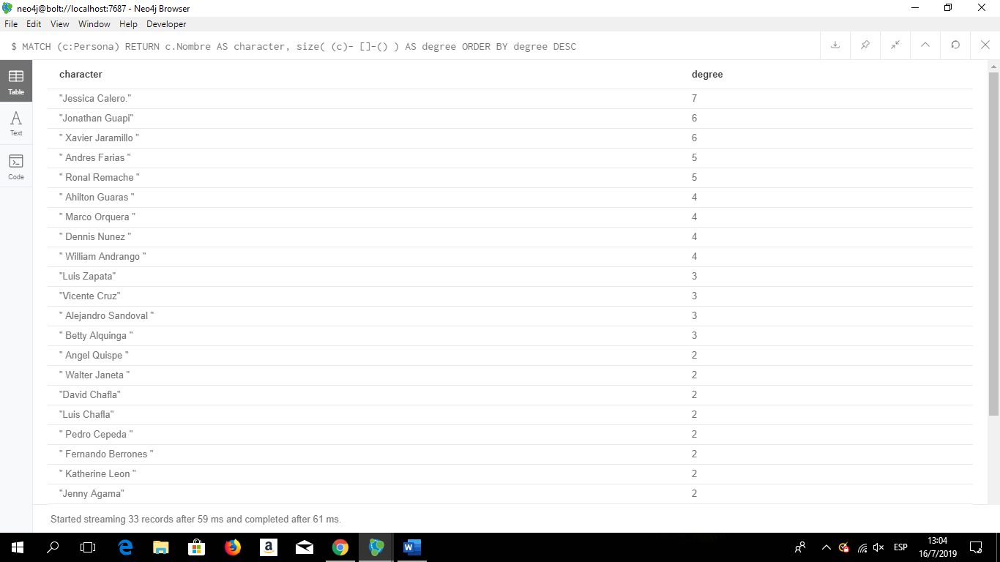 neo4j@bolt://localhost:7687 - Neo4j Browser
File Edit View Window Help Developer
$ MATCH (c:Persona) RETURN c.Nombre AS character, size( (c)- []-() ) AS degree ORDER BY degree DESC
Table
Text
Code
character degree
"Jessica Calero." 7
"Jonathan Guapi" 6
" Xavier Jaramillo " 6
" Andres Farias " 5
" Ronal Remache " 5
" Ahilton Guaras " 4
" Marco Orquera " 4
" Dennis Nunez " 4
" William Andrango " 4
"Luis Zapata" 3
"Vicente Cruz" 3
" Alejandro Sandoval " 3
" Betty Alquinga " 3
" Angel Quispe " 2
" Walter Janeta " 2
"David Chafla" 2
"Luis Chafla" 2
" Pedro Cepeda " 2
" Fernando Berrones " 2
" Katherine Leon " 2
"Jenny Agama" 2
Started streaming 33 records after 59 ms and completed after 61 ms.
ESP
13:04
16/7/2019